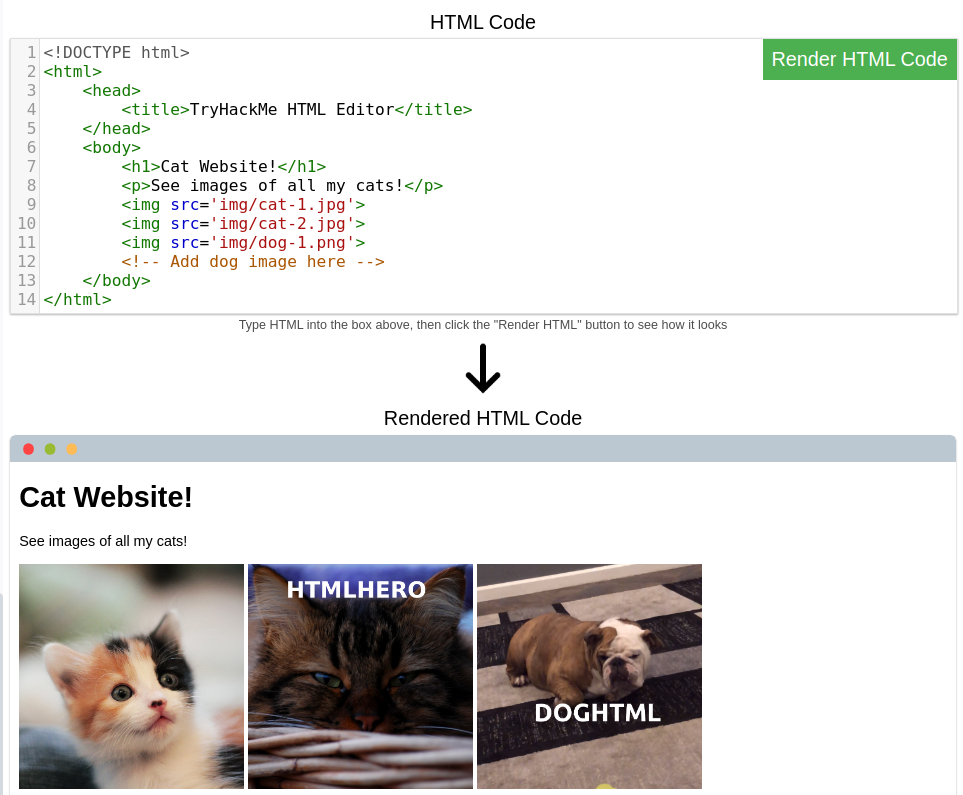 HTML Code
Render HTML Code
1 <!DOCTYPE html>
2 <html>
3     <head>
4         <title>TryHackMe HTML Editor</title>
5     </head>
6     <body>
7         <h1>Cat Website!</h1>
8         <p>See images of all my cats!</p>
9         <img src='img/cat-1.jpg'>
10         <img src='img/cat-2.jpg'>
11         <img src='img/dog-1.png'>
12         <!-- Add dog image here -->
13     </body>
14 </html>
Type HTML into the box above, then click the "Render HTML" button to see how it looks
Rendered HTML Code
Cat Website!
See images of all my cats!
HTMLHERO
DOGHTML